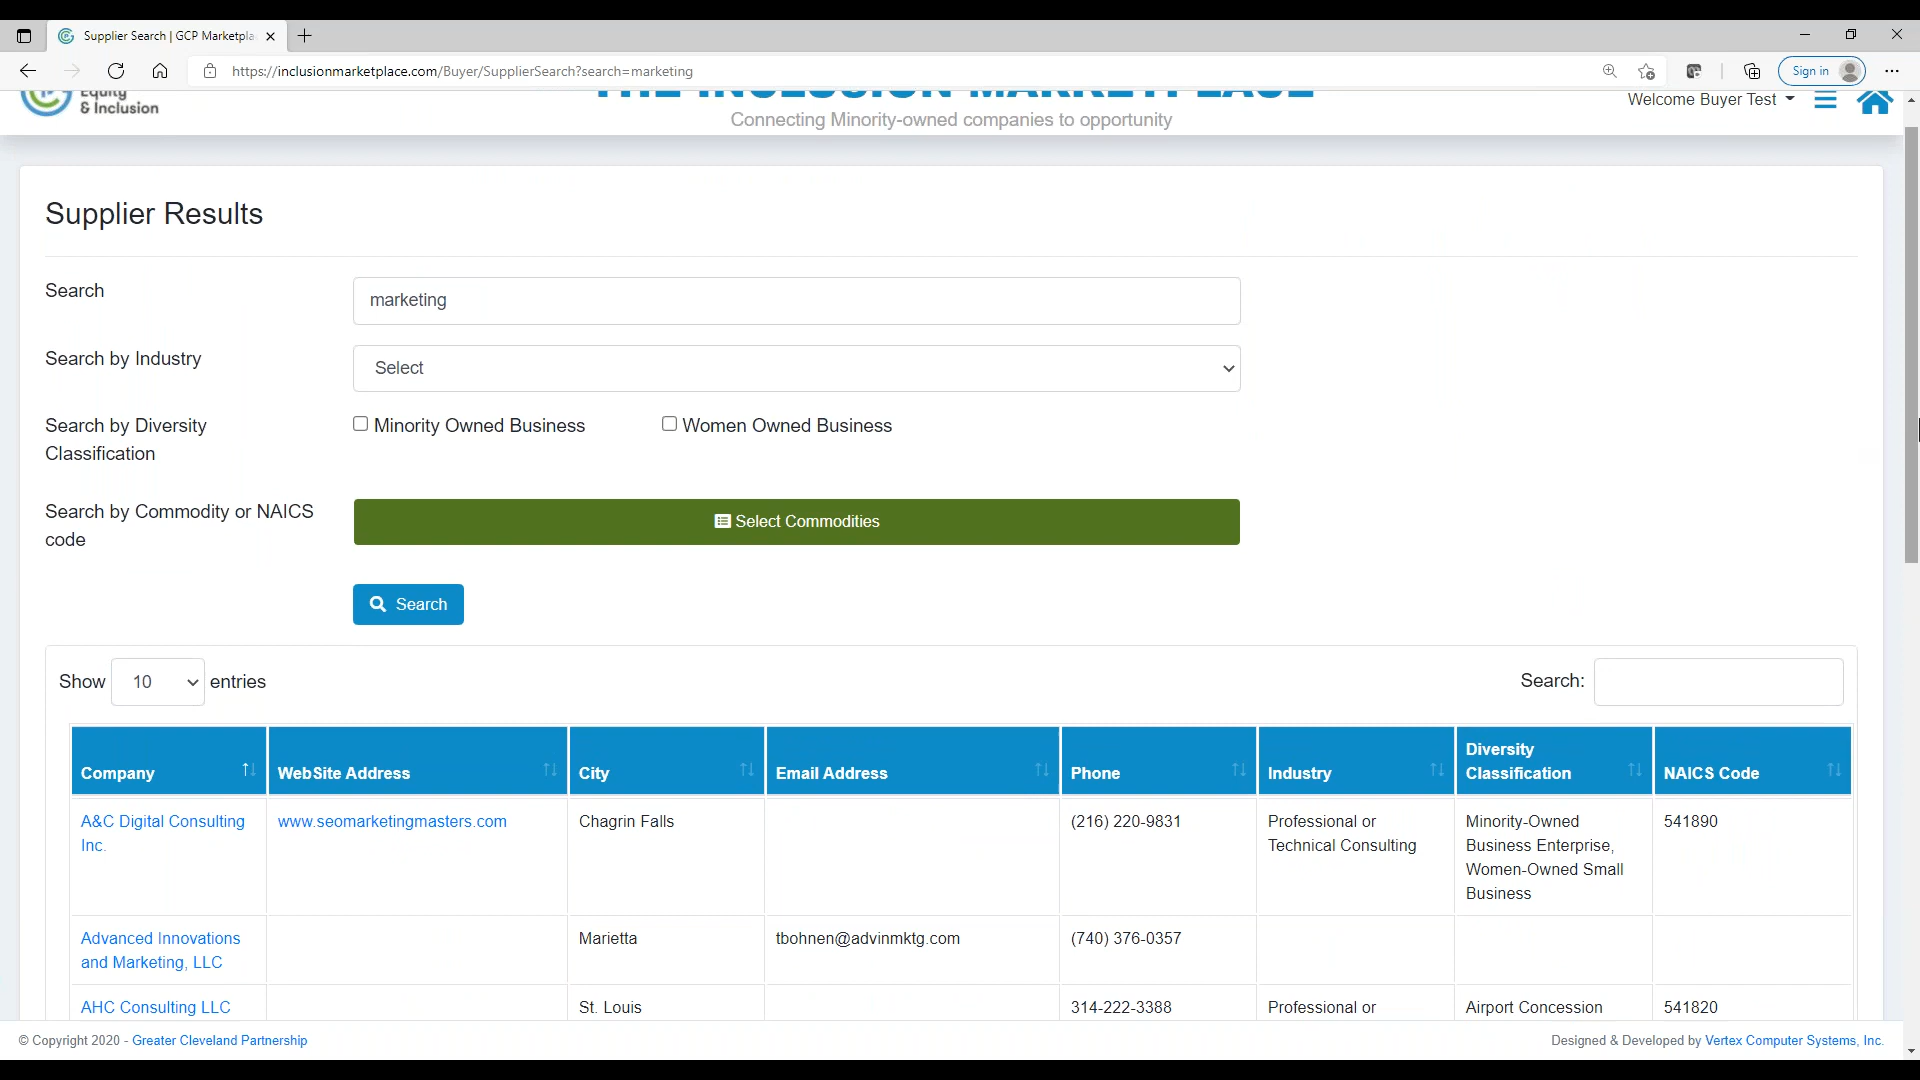 Supplier Search | GCP Marketpla
https://inclusionmarketplace.com/Buyer/SupplierSearch?search=marketing
Sign in
Equity
& Inclusion
THE INCLUSION MARKETPLACE
Connecting Minority-owned companies to opportunity
Welcome Buyer Test
Supplier Results
Search
marketing
Search by Industry
Select
Search by Diversity
Classification
Minority Owned Business
Women Owned Business
Search by Commodity or NAICS
code
Select Commodities
Search
Show 10 entries
Search:
Company WebSite Address City Email Address Phone Industry Diversity Classification NAICS Code
A&C Digital Consulting
Inc.
www.seomarketingmasters.com
Chagrin Falls
(216) 220-9831
Professional or
Technical Consulting
Minority-Owned
Business Enterprise,
Women-Owned Small
Business
541890
Advanced Innovations
and Marketing, LLC
Marietta
tbohnen@advinmktg.com
(740) 376-0357
AHC Consulting LLC
St. Louis
314-222-3388
Professional or
Airport Concession
541820
© Copyright 2020 - Greater Cleveland Partnership
Designed & Developed by Vertex Computer Systems, Inc.